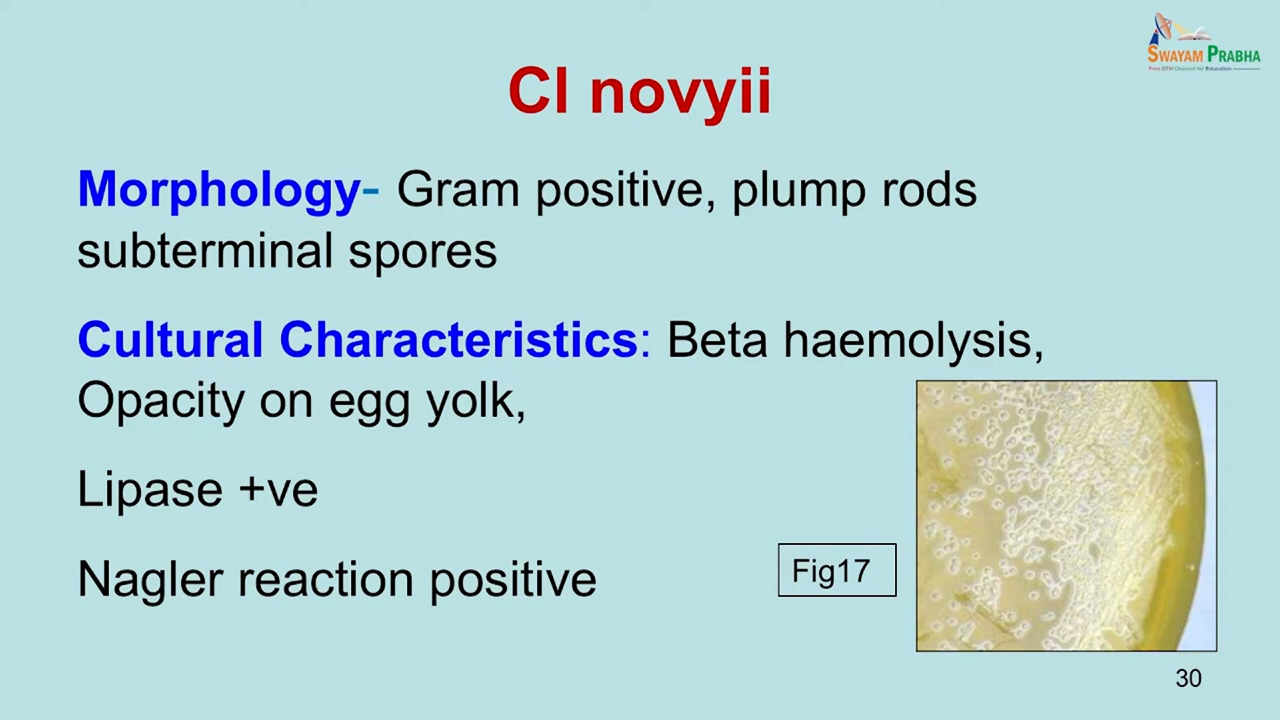 SWAYAM PRABHA
Free DTH Channel for Education
Cl novyii
Morphology- Gram positive, plump rods
subterminal spores
Cultural Characteristics: Beta haemolysis,
Opacity on egg yolk,
Lipase +ve
Nagler reaction positive
Fig17
30